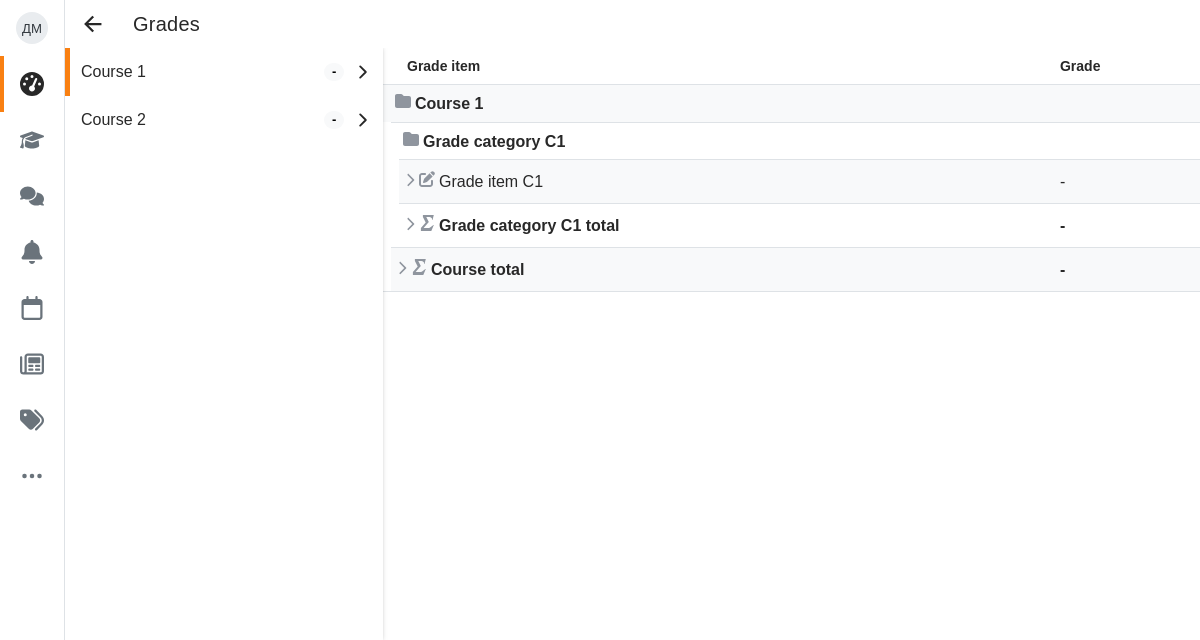 ДМ
Grades
Course 1 -
Course 2 -
Grade item Grade
Course 1
Grade category C1
Grade item C1 -
Σ Grade category C1 total -
Σ Course total -